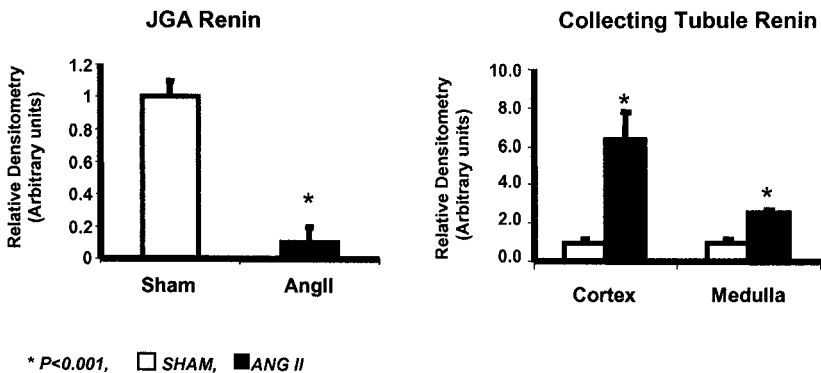 JGA Renin
Relative Densitometry
(Arbitrary units)
1.2
1
0.8
0.6
0.4
0.2
0
*
Sham
AngII
Collecting Tubule Renin
Relative Densitometry
(Arbitrary units)
10.0
8.0
6.0
4.0
2.0
0.0
*
*
Cortex
Medulla
* P<0.001, SHAM, ANG II